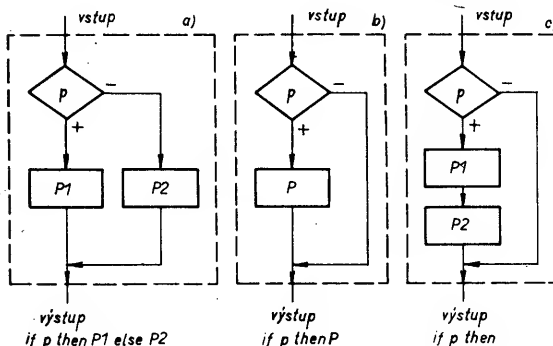 vstup a)
p
+
−
P1
P2
výstup
if p then P1 else P2
vstup b)
p
+
−
P
výstup
if p then P
vstup c)
p
+
−
P1
P2
výstup
if p then